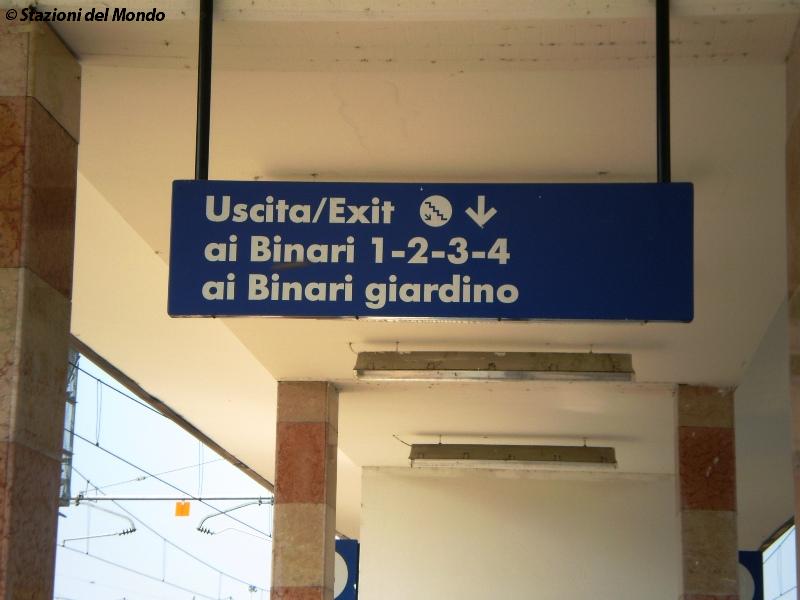 © Stazioni del Mondo
Uscita/Exit
ai Binari 1-2-3-4
ai Binari giardino